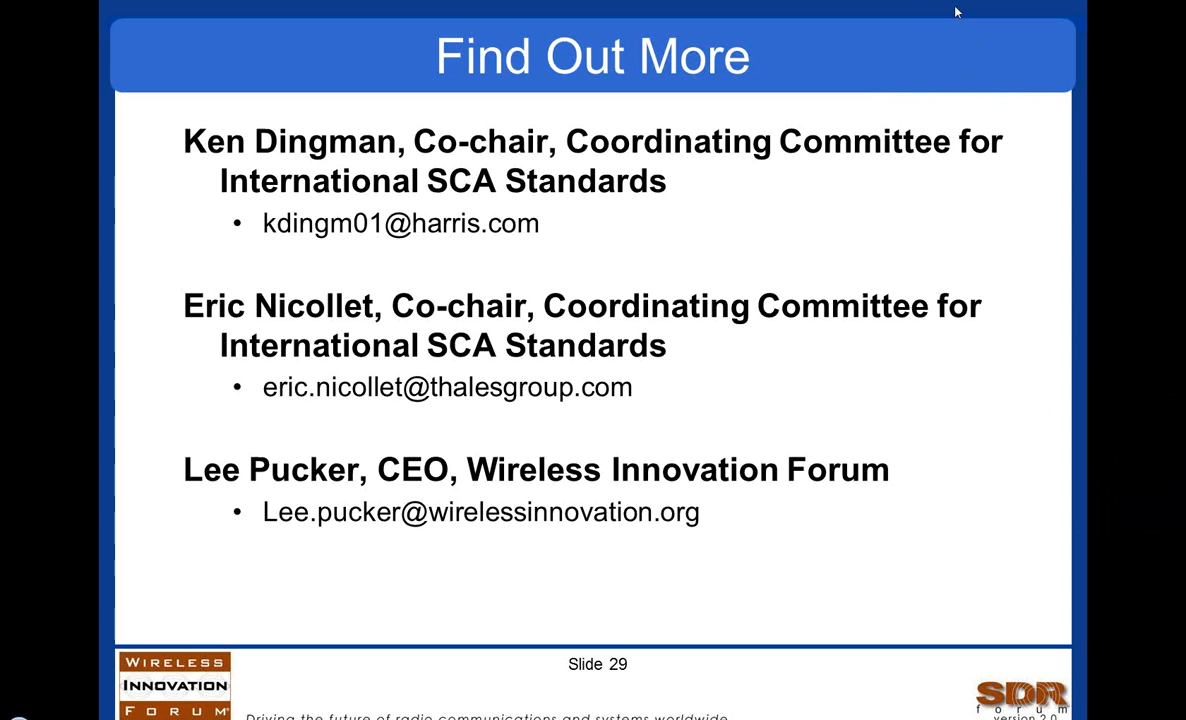 Find Out More
Ken Dingman, Co-chair, Coordinating Committee for
International SCA Standards
• kdingm01@harris.com
Eric Nicollet, Co-chair, Coordinating Committee for
International SCA Standards
• eric.nicollet@thalesgroup.com
Lee Pucker, CEO, Wireless Innovation Forum
• Lee.pucker@wirelessinnovation.org
Slide 29
WIRELESS
INNOVATION
FORUM
Driving the future of radio communications and systems worldwide
SDR
forum
version 2.0